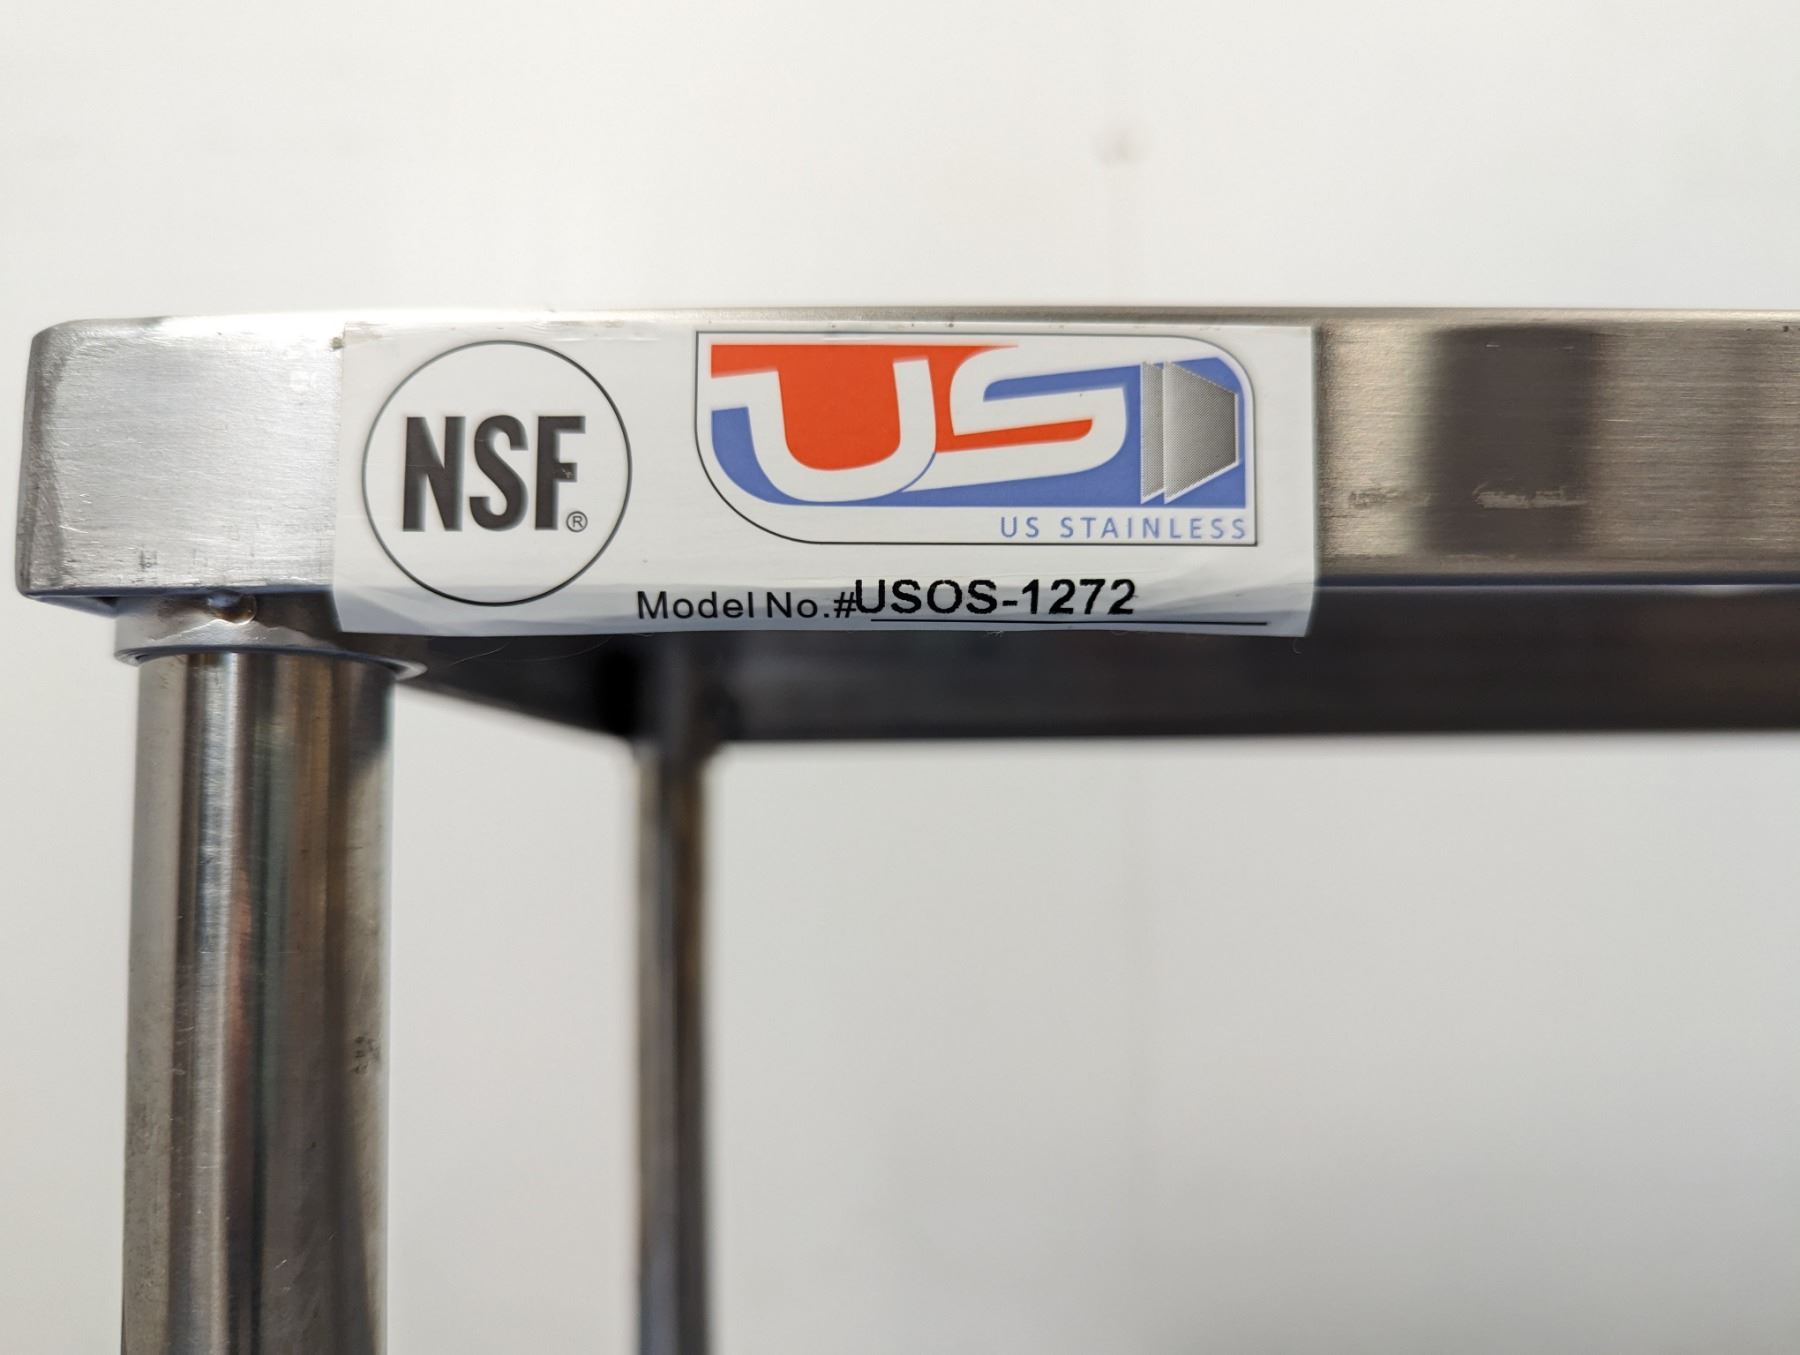 NSF®
US
US STAINLESS
Model No.#USOS-1272